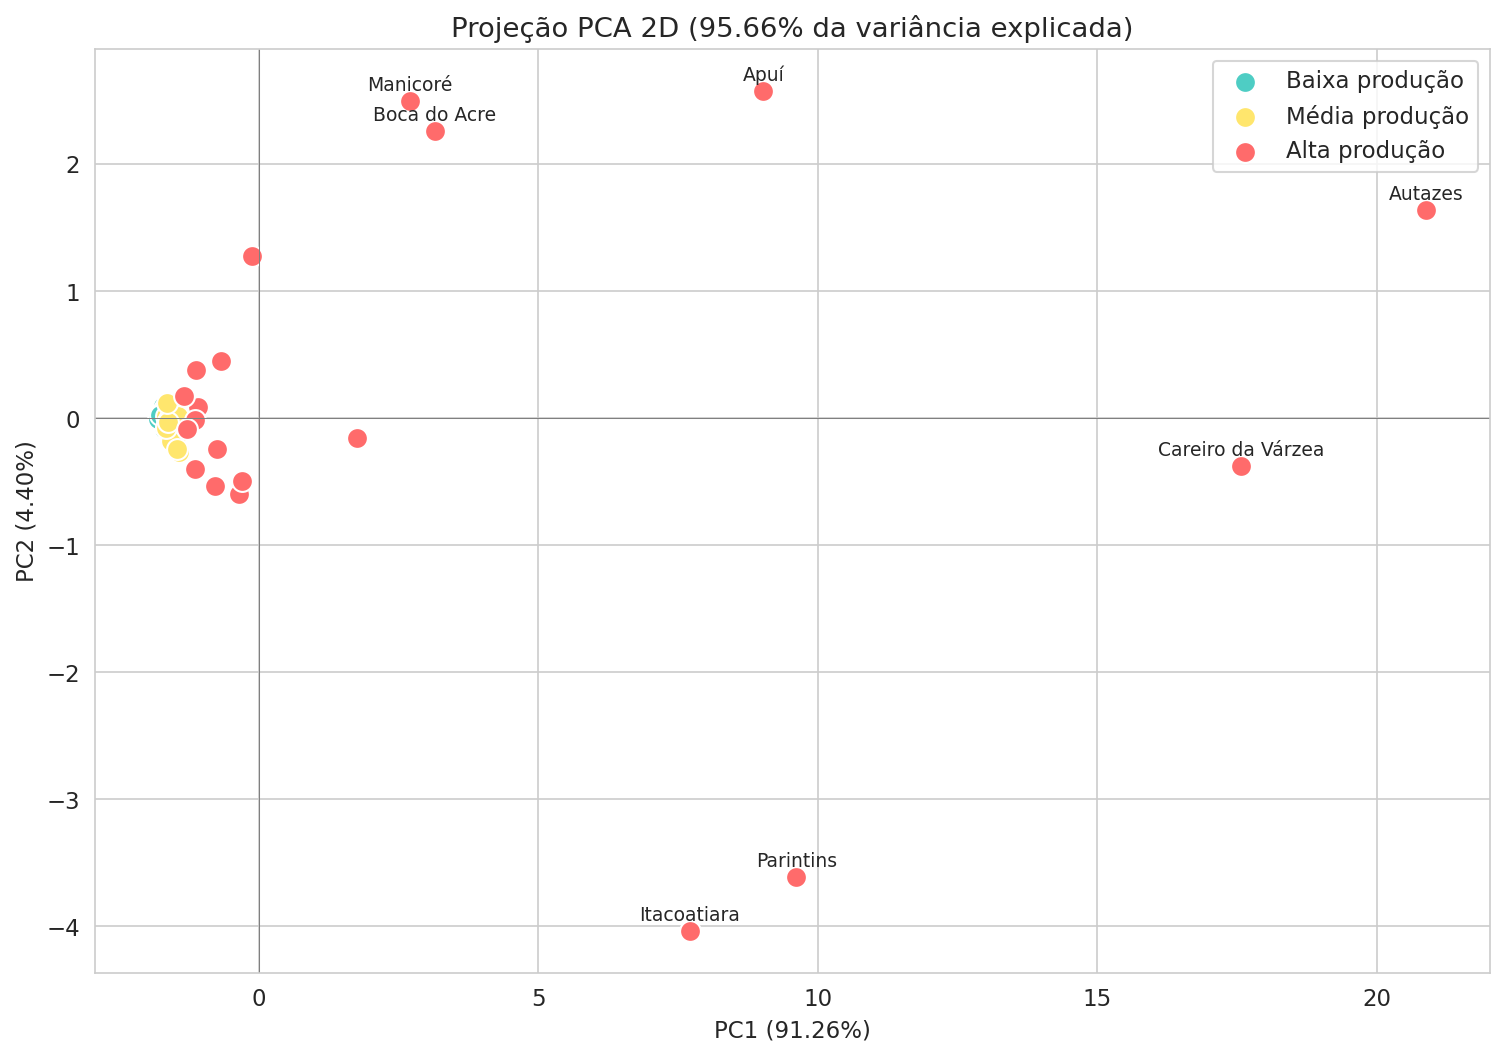 Projeção PCA 2D (95.66% da variância explicada)
Baixa produção
Média produção
Alta produção
Manicoré
Boca do Acre
Apuí
Autazes
Careiro da Várzea
Parintins
Itacoatiara
2
1
0
−1
−2
−3
−4
PC2 (4.40%)
0 5 10 15 20
PC1 (91.26%)